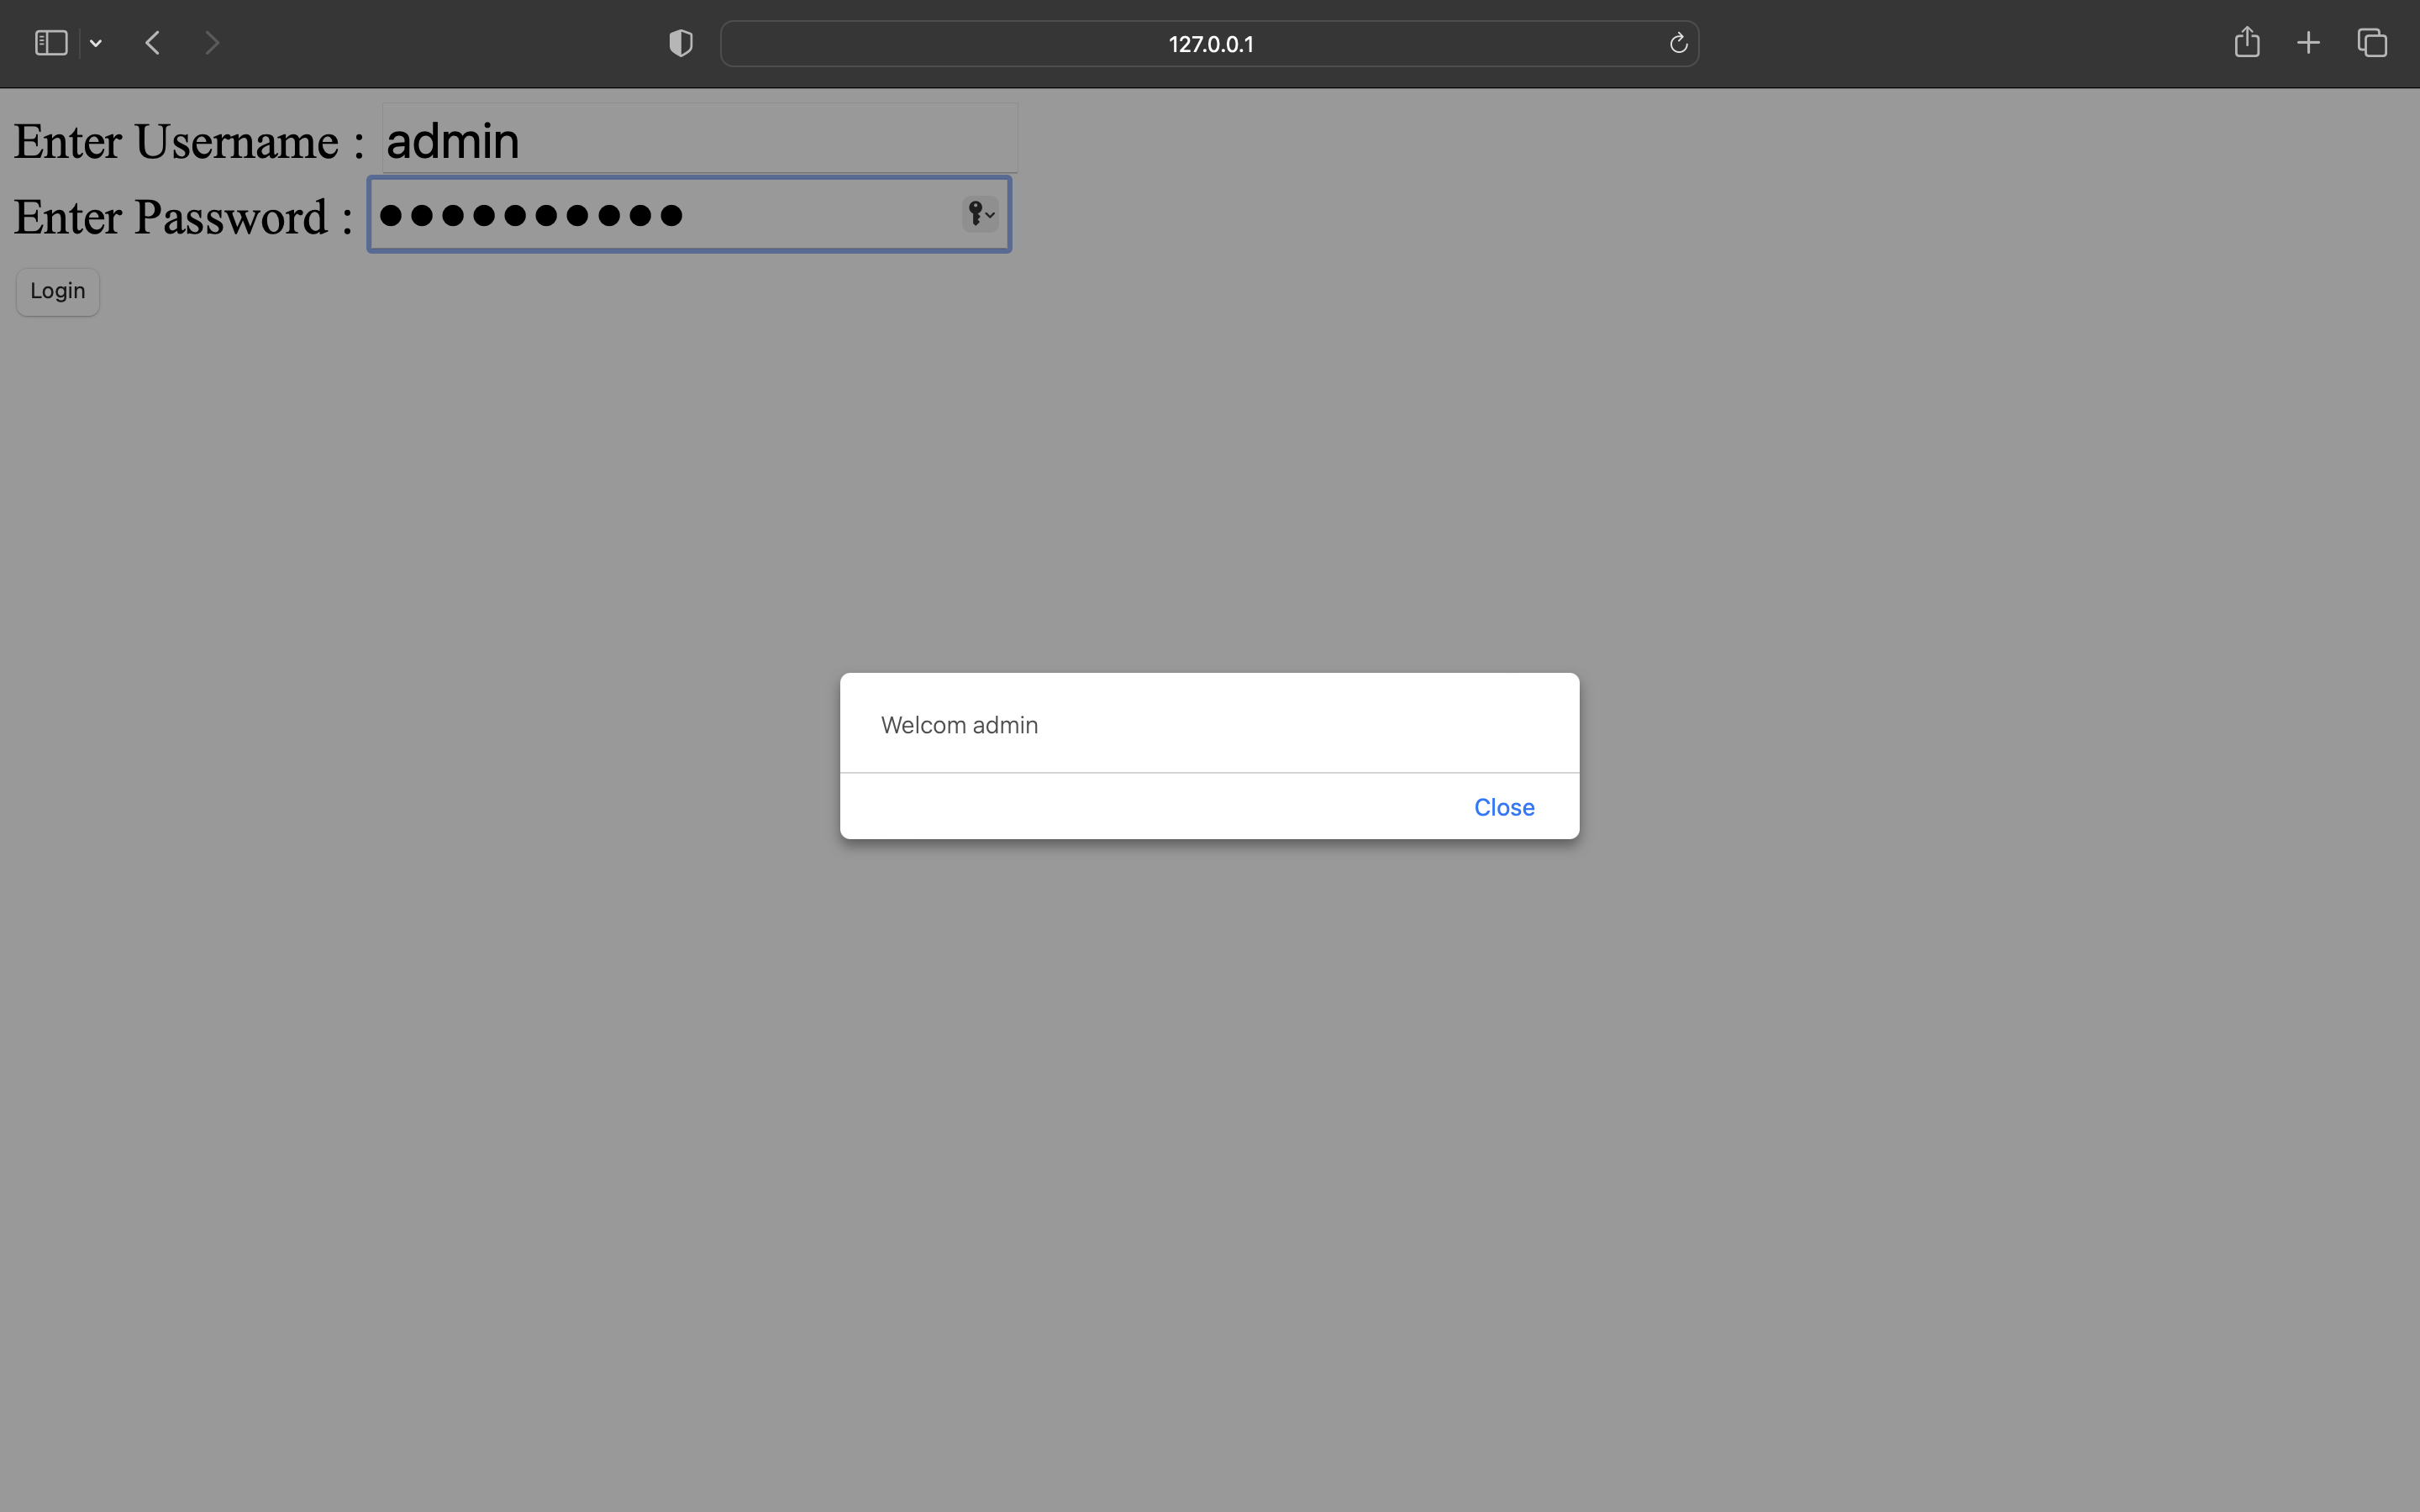 127.0.0.1
Enter Username : admin
Enter Password : ●●●●●●●●●●
Login
Welcom admin
Close